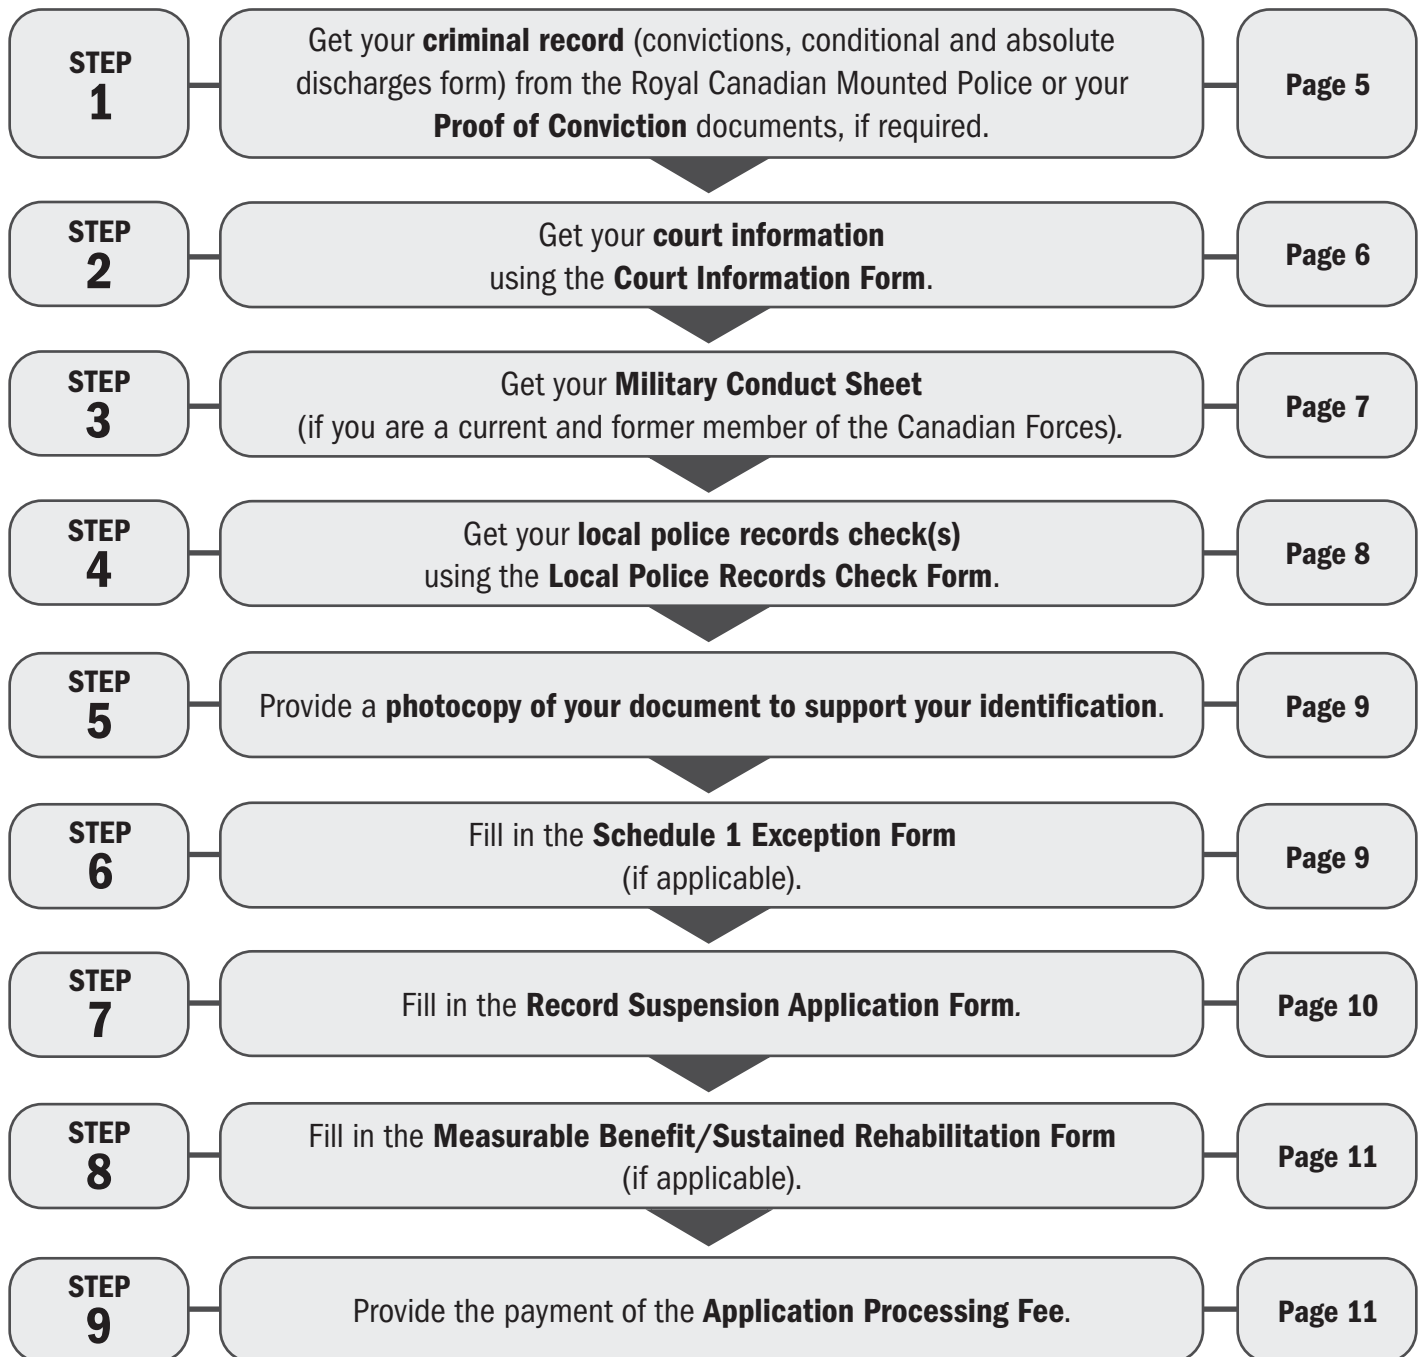 STEP
1
Get your criminal record (convictions, conditional and absolute
discharges form) from the Royal Canadian Mounted Police or your
Proof of Conviction documents, if required.
Page 5
STEP
2
Get your court information
using the Court Information Form.
Page 6
STEP
3
Get your Military Conduct Sheet
(if you are a current and former member of the Canadian Forces).
Page 7
STEP
4
Get your local police records check(s)
using the Local Police Records Check Form.
Page 8
STEP
5
Provide a photocopy of your document to support your identification.
Page 9
STEP
6
Fill in the Schedule 1 Exception Form
(if applicable).
Page 9
STEP
7
Fill in the Record Suspension Application Form.
Page 10
STEP
8
Fill in the Measurable Benefit/Sustained Rehabilitation Form
(if applicable).
Page 11
STEP
9
Provide the payment of the Application Processing Fee.
Page 11